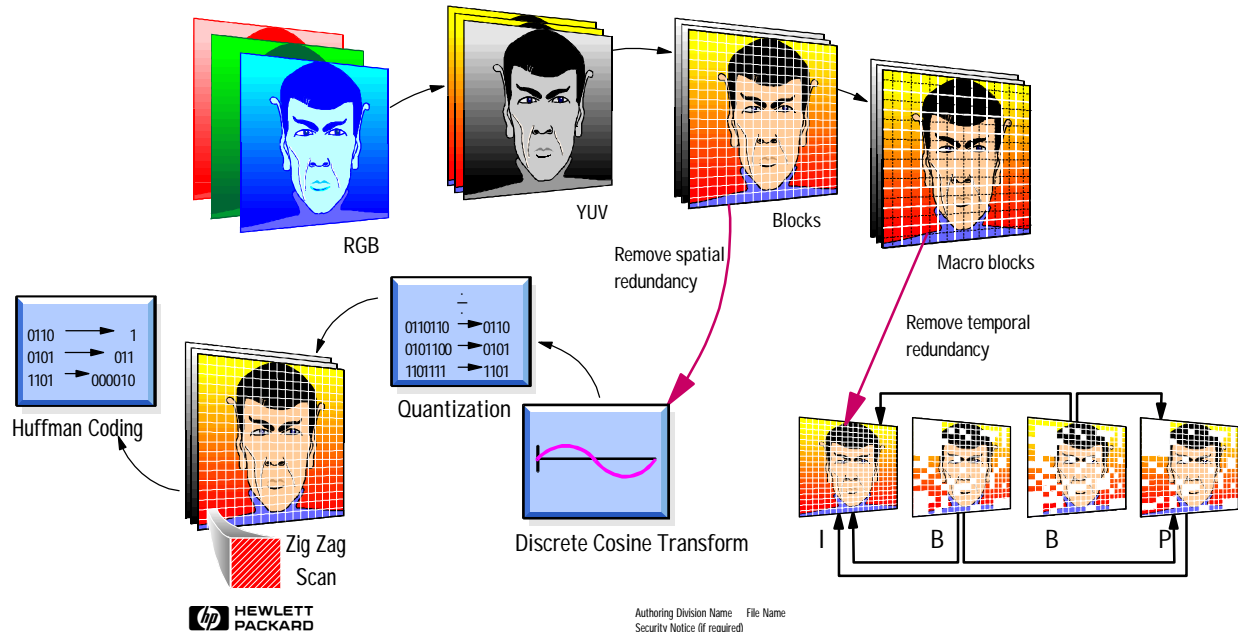 RGB
YUV
Blocks
Macro blocks
Remove spatial
redundancy
Remove temporal
redundancy
0110 1
0101 011
1101 000010
Huffman Coding
0110110 0110
0101100 0101
1101111 1101
Quantization
Discrete Cosine Transform
Zig Zag
Scan
I B B P
hp HEWLETT
PACKARD
Authoring Division Name File Name
Security Notice (if required)